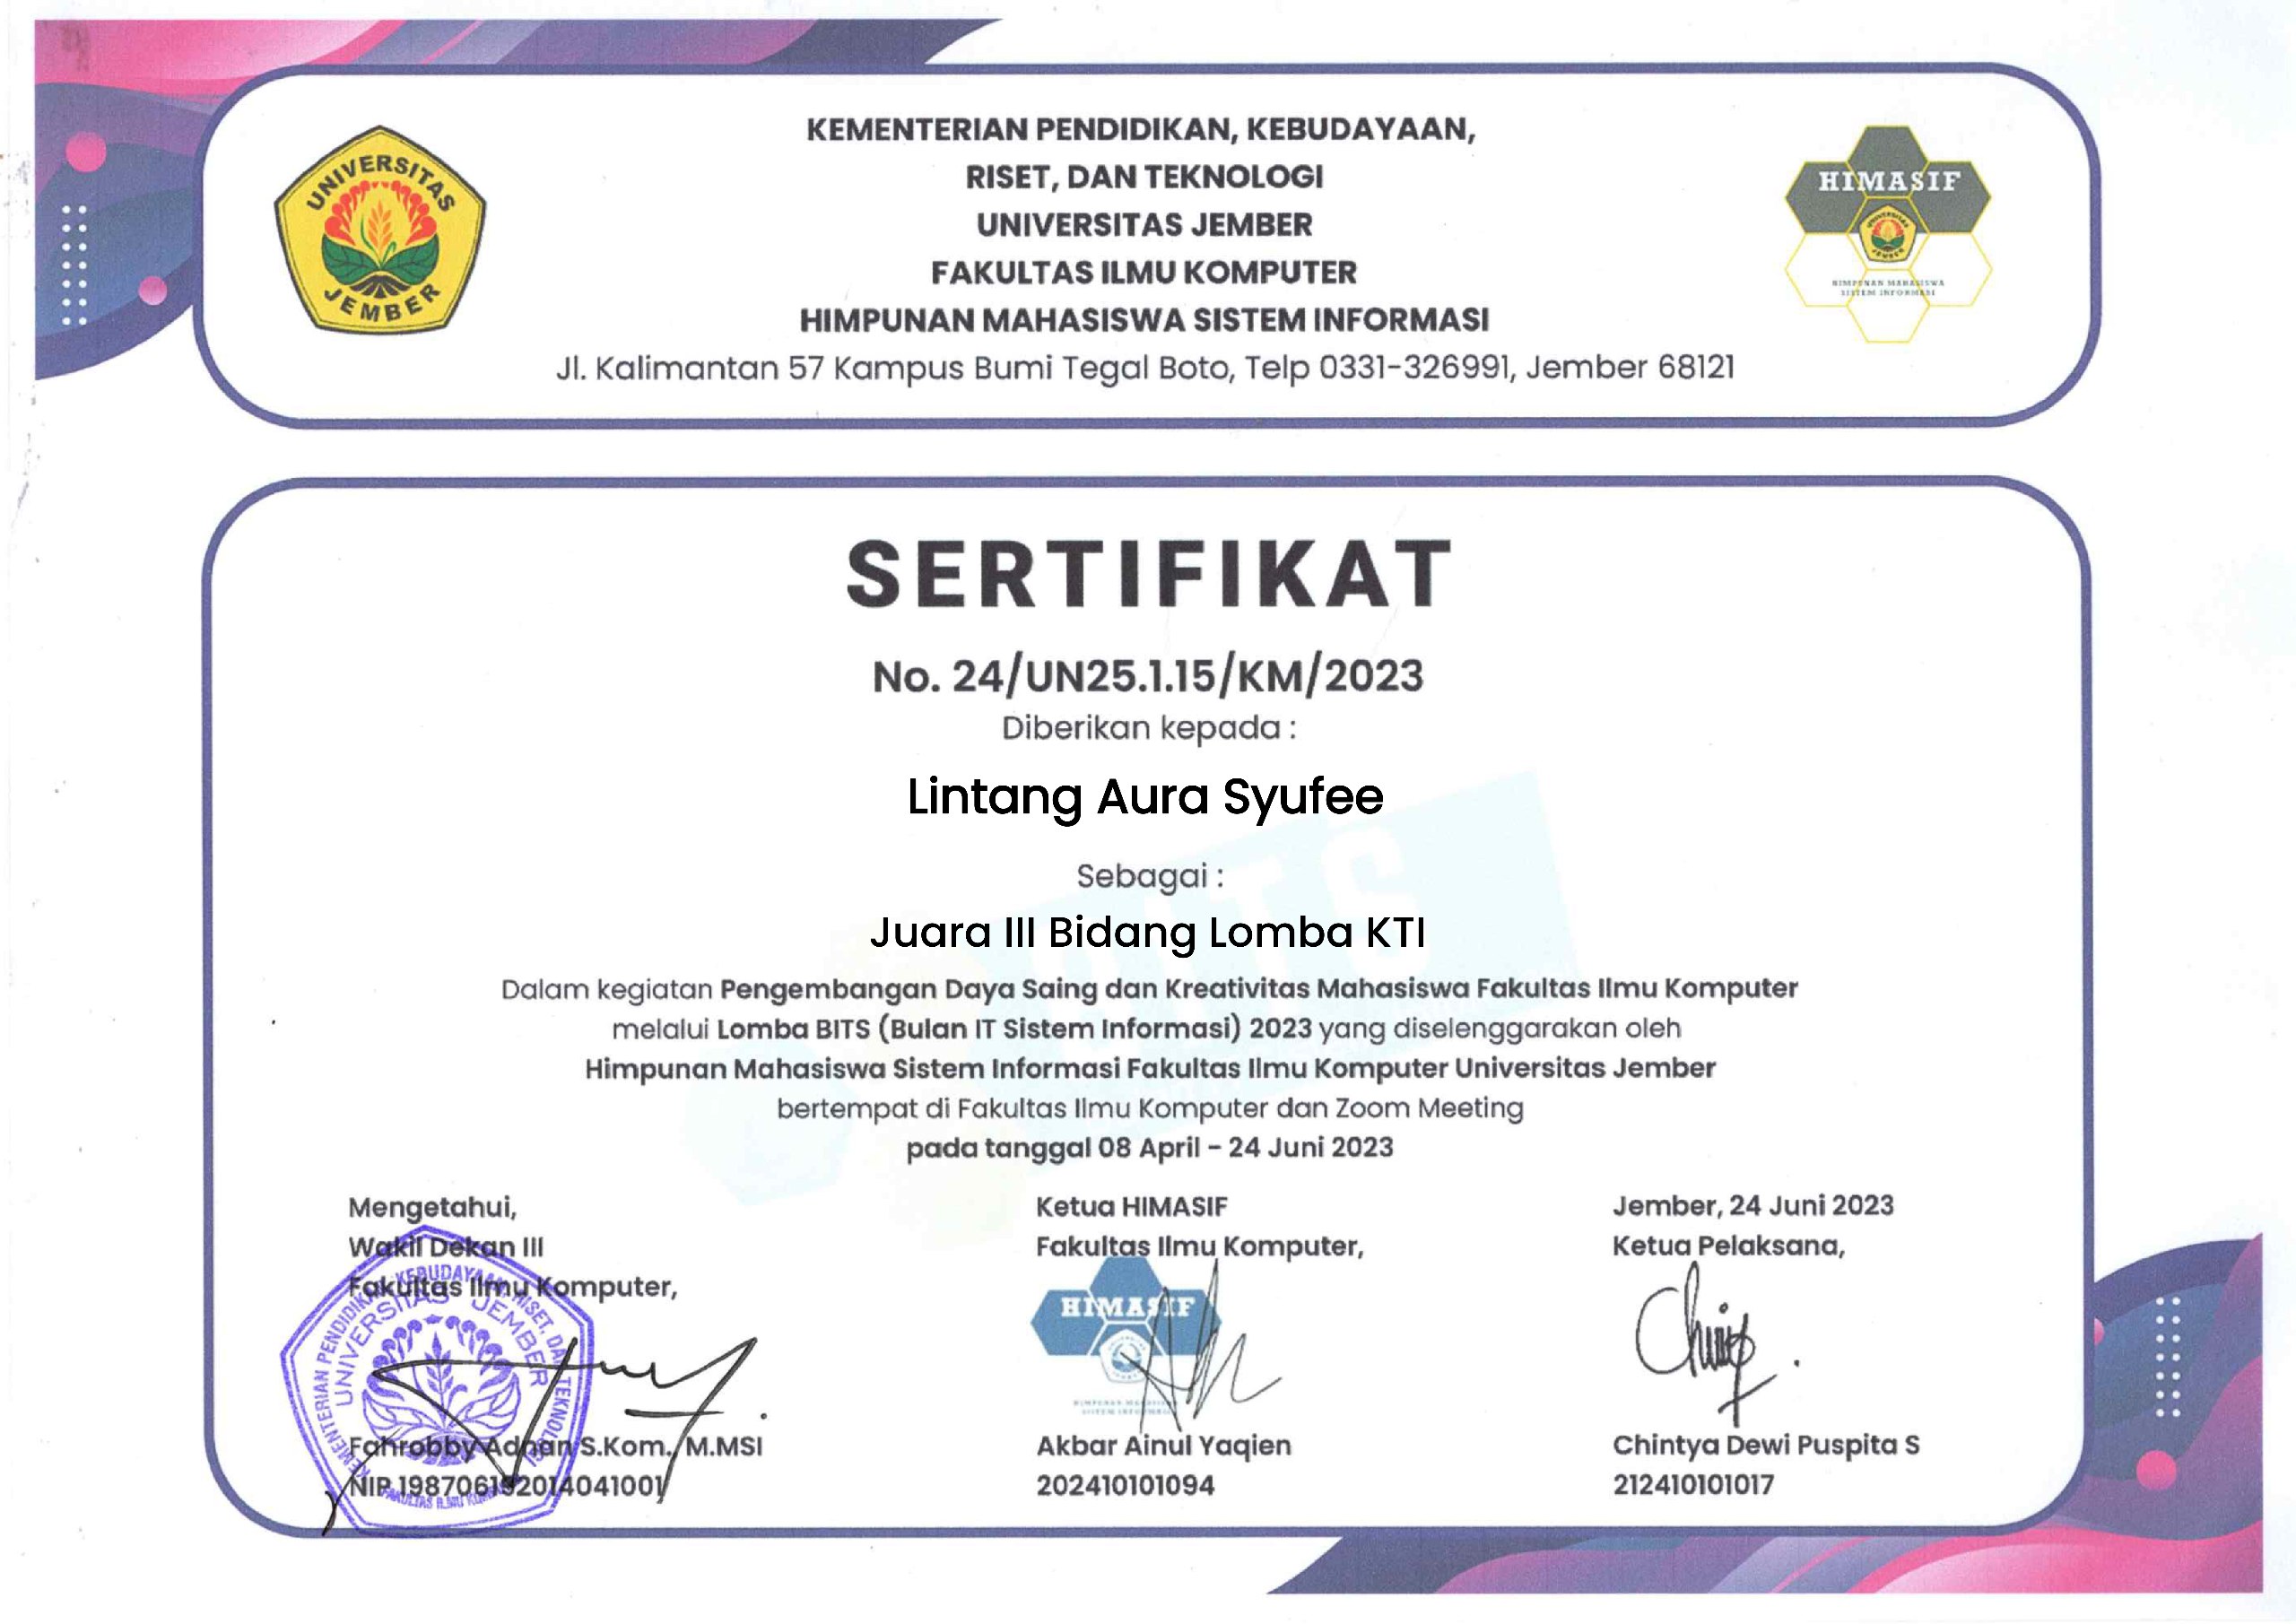 UNIVERSITAS
JEMBER
KEMENTERIAN PENDIDIKAN, KEBUDAYAAN,
RISET, DAN TEKNOLOGI
UNIVERSITAS JEMBER
FAKULTAS ILMU KOMPUTER
HIMPUNAN MAHASISWA SISTEM INFORMASI
Jl. Kalimantan 57 Kampus Bumi Tegal Boto, Telp 0331-326991, Jember 68121
HIMASIF
UNIVERSITAS
JEMBER
HIMPUNAN MAHASISWA
SISTEM INFORMASI
SERTIFIKAT
No. 24/UN25.1.15/KM/2023
Diberikan kepada :
Lintang Aura Syufee
Sebagai :
Juara III Bidang Lomba KTI
BITS
Dalam kegiatan Pengembangan Daya Saing dan Kreativitas Mahasiswa Fakultas Ilmu Komputer
melalui Lomba BITS (Bulan IT Sistem Informasi) 2023 yang diselenggarakan oleh
Himpunan Mahasiswa Sistem Informasi Fakultas Ilmu Komputer Universitas Jember
bertempat di Fakultas Ilmu Komputer dan Zoom Meeting
pada tanggal 08 April - 24 Juni 2023
Mengetahui,
Wakil Dekan III
Fakultas Ilmu Komputer,
KEMENTERIAN PENDIDIKAN, KEBUDAYAAN, RISET, DAN TEKNOLOGI
UNIVERSITAS JEMBER
FAKULTAS ILMU KOMPUTER
Fahrobby Adnan S.Kom., M.MSI
NIP 198706192014041001
Ketua HIMASIF
Fakultas Ilmu Komputer,
HIMASIF
HIMPUNAN MAHASISWA
SISTEM INFORMASI
Akbar Ainul Yaqien
202410101094
Jember, 24 Juni 2023
Ketua Pelaksana,
Chintya Dewi Puspita S
212410101017